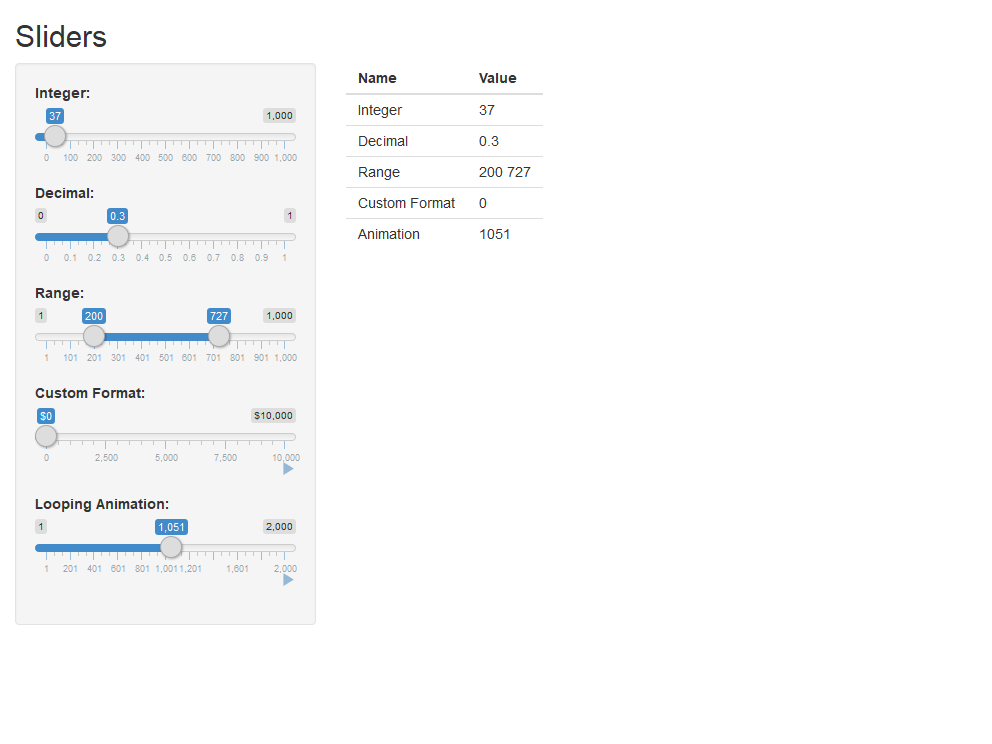 Sliders
Integer:
37 1,000
0 100 200 300 400 500 600 700 800 900 1,000
Decimal:
0 0.3 1
0 0.1 0.2 0.3 0.4 0.5 0.6 0.7 0.8 0.9 1
Range:
1 200 727 1,000
1 101 201 301 401 501 601 701 801 901 1,000
Custom Format:
$0 $10,000
0 2,500 5,000 7,500 10,000
Looping Animation:
1 1,051 2,000
1 201 401 601 801 1,001 1,201 1,601 2,000
Name Value
Integer 37
Decimal 0.3
Range 200 727
Custom Format 0
Animation 1051